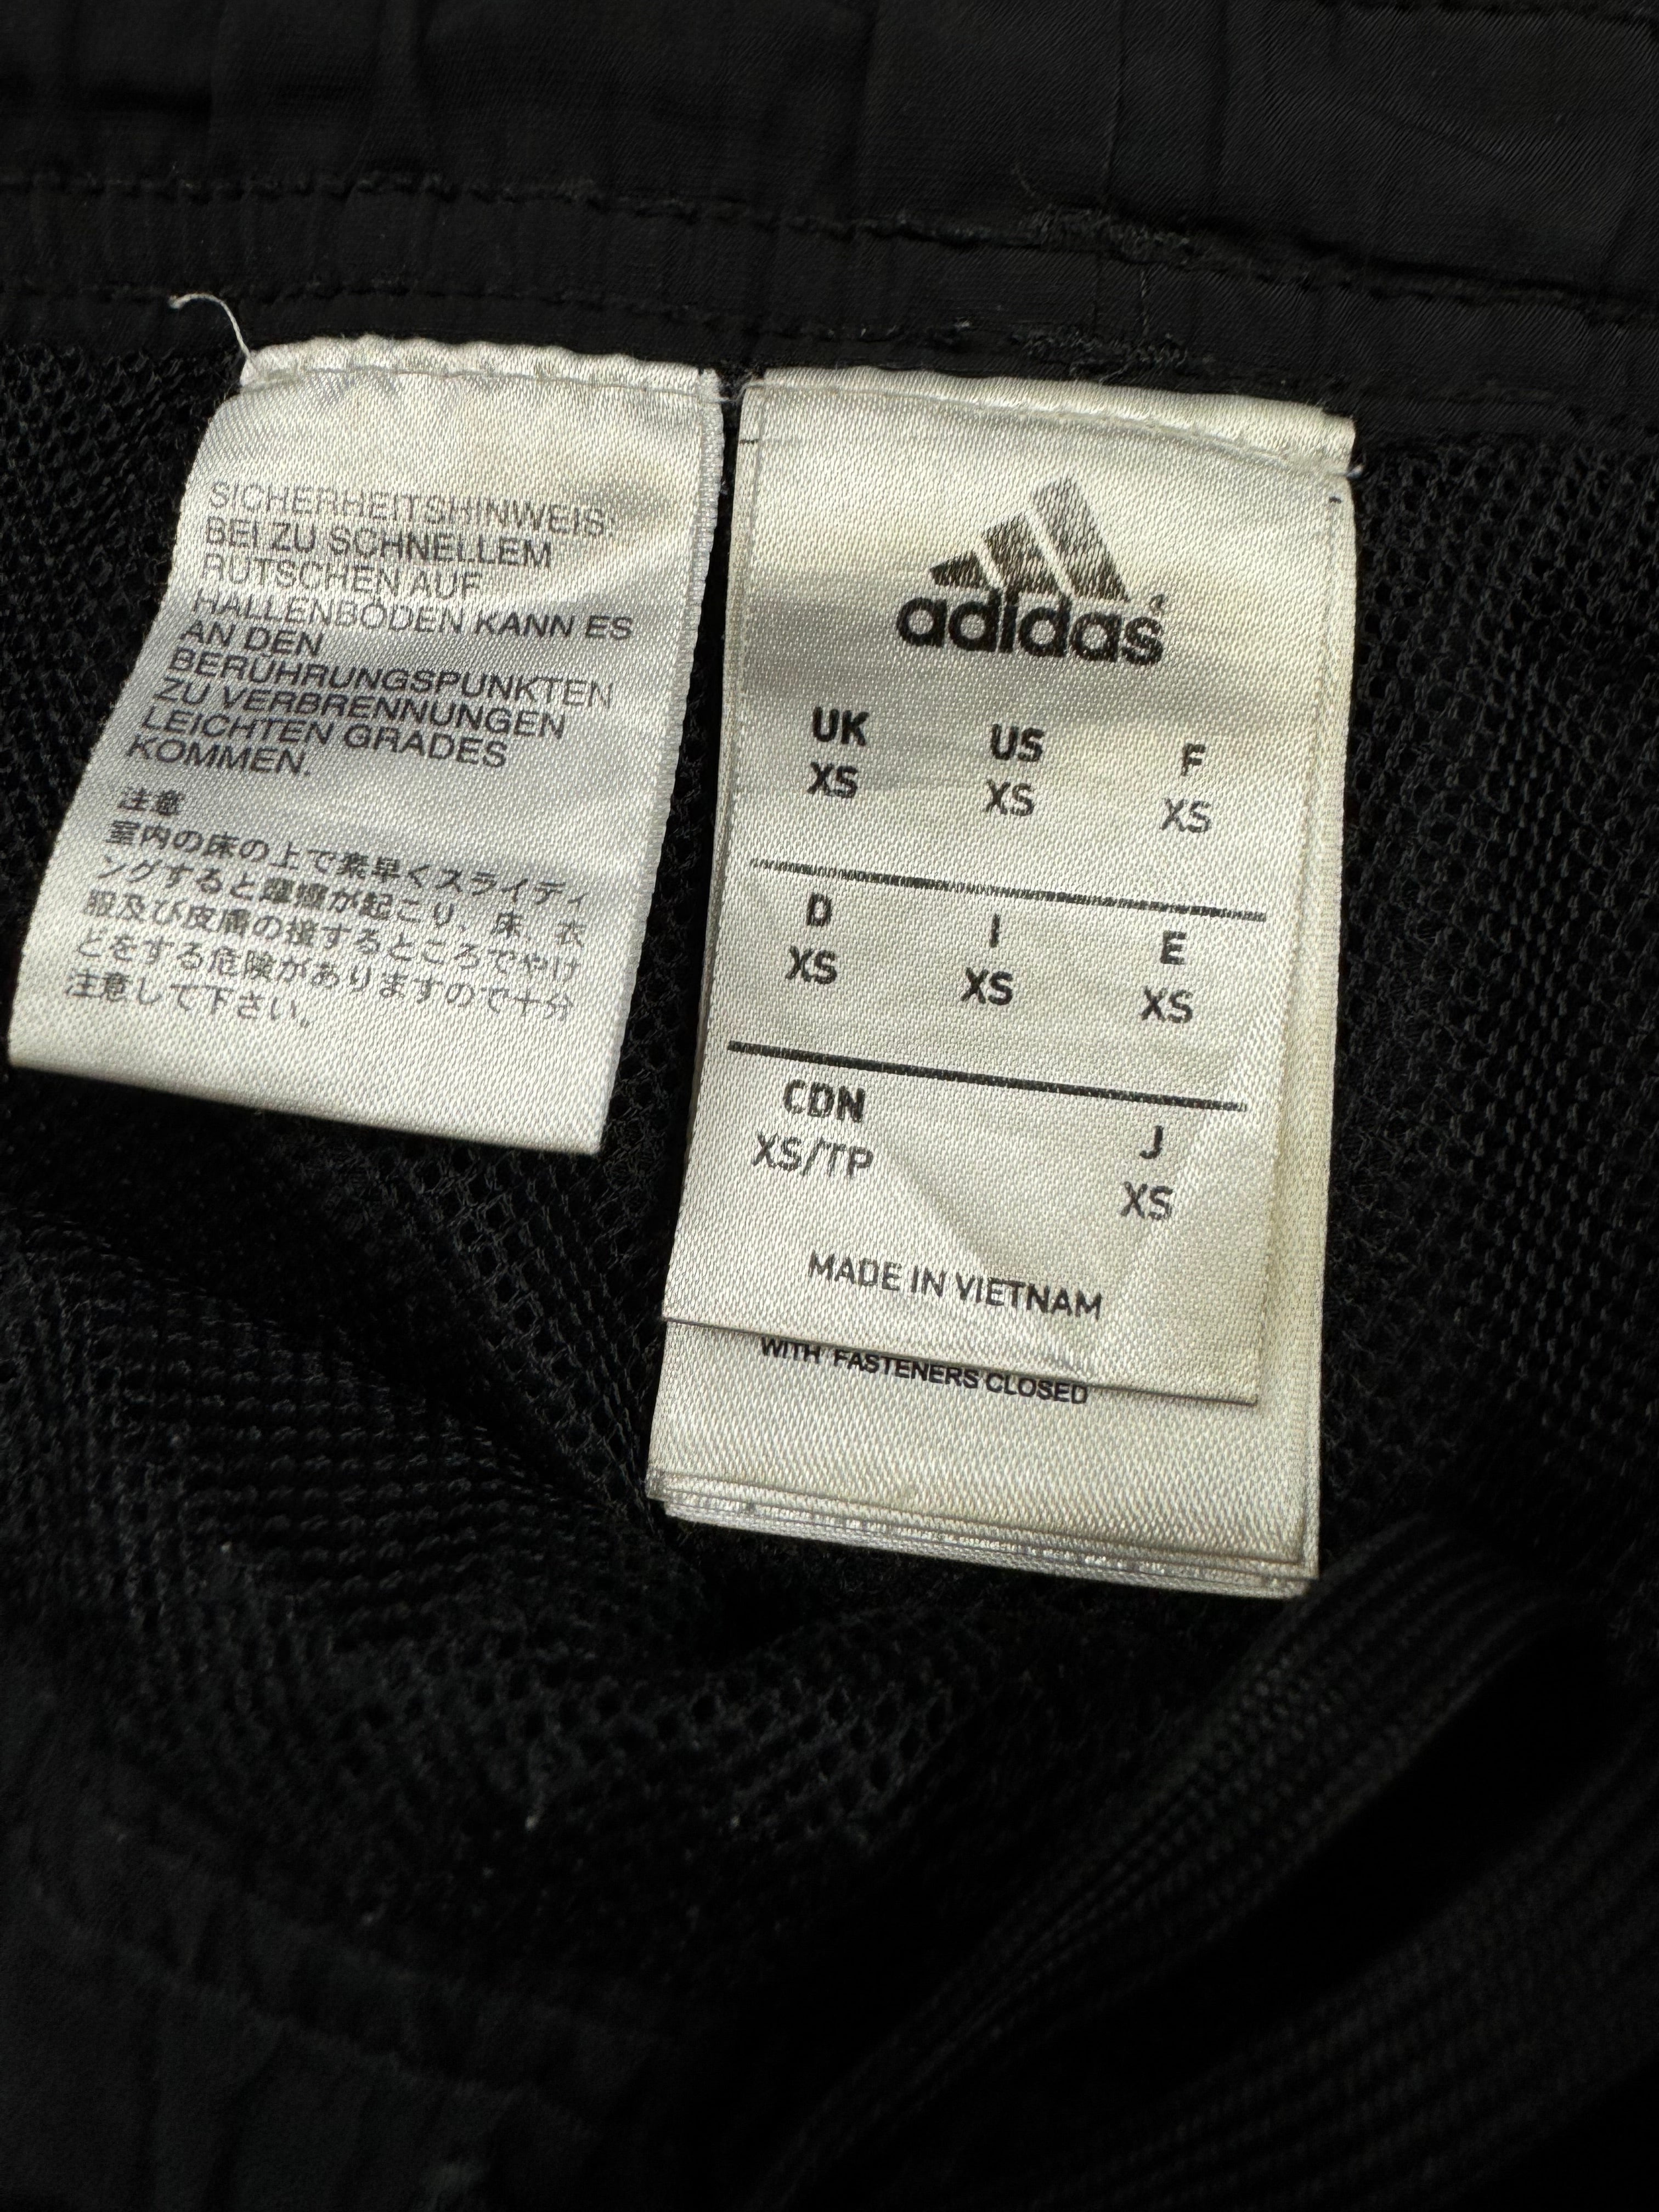 SICHERHEITSHINWEIS:
BEI ZU SCHNELLEM
RUTSCHEN AUF
HALLENBÖDEN KANN ES
AN DEN
BERÜHRUNGSPUNKTEN
ZU VERBRENNUNGEN
LEICHTEN GRADES
KOMMEN.
注意
室内の床の上で素早くスライディ
ングすると摩擦が起こり、床、衣
服及び皮膚の接するところでやけ
どをする危険がありますので十分
注意して下さい。
adidas
UK US F
XS XS XS
D I E
XS XS XS
CDN J
XS/TP XS
MADE IN VIETNAM
WITH FASTENERS CLOSED